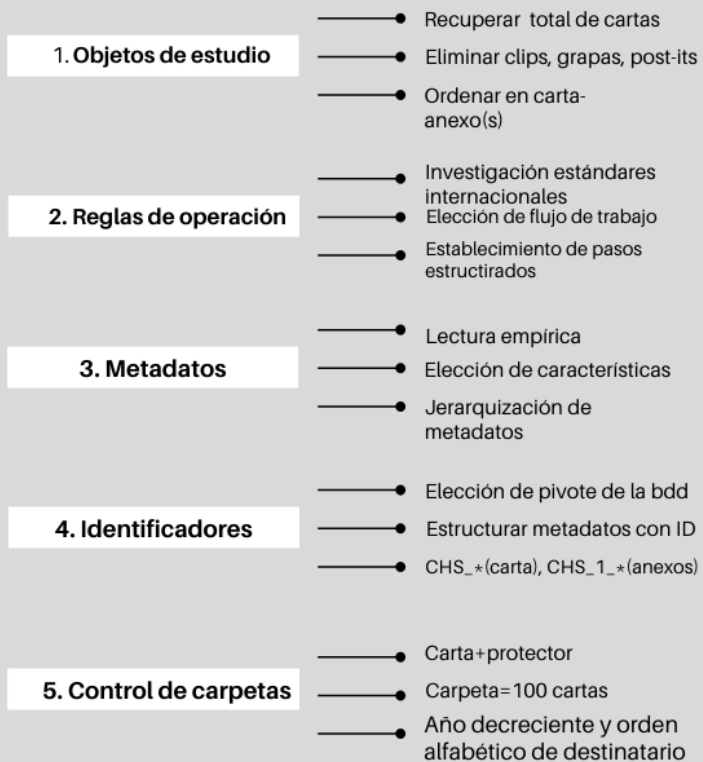 Recuperar total de cartas
1. Objetos de estudio
Eliminar clips, grapas, post-its
Ordenar en carta-
anexo(s)
Investigación estándares
internacionales
2. Reglas de operación
Elección de flujo de trabajo
Establecimiento de pasos
estructirados
Lectura empírica
3. Metadatos
Elección de características
Jerarquización de
metadatos
Elección de pivote de la bdd
4. Identificadores
Estructurar metadatos con ID
CHS_*(carta), CHS_1_*(anexos)
Carta+protector
5. Control de carpetas
Carpeta=100 cartas
Año decreciente y orden
alfabético de destinatario